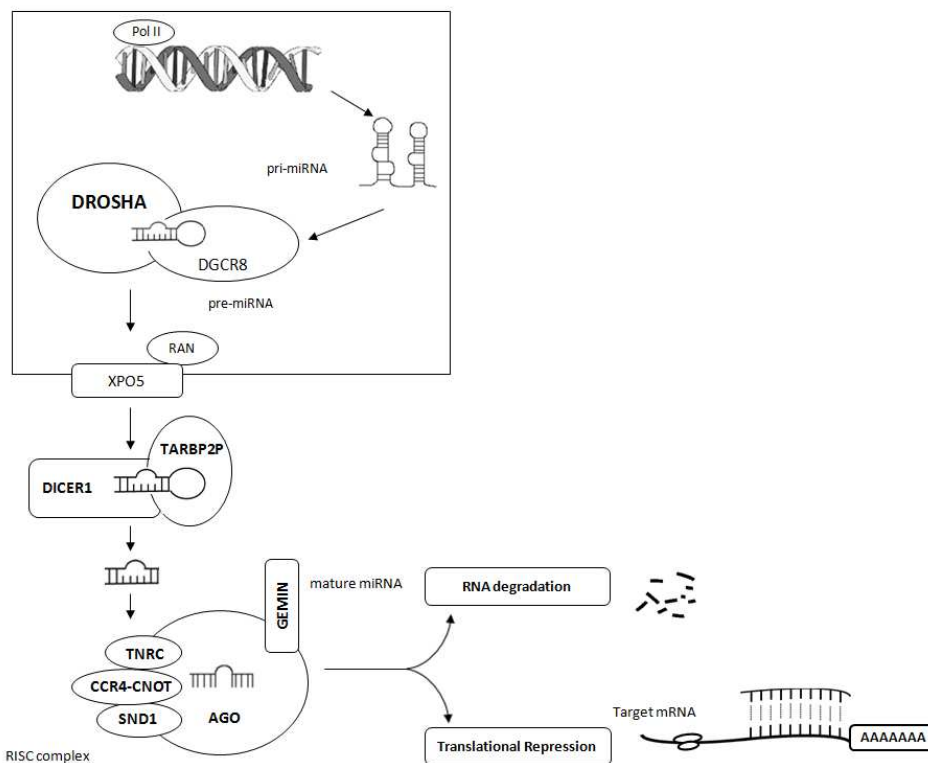 Pol II
pri-miRNA
DROSHA
DGCR8
pre-miRNA
RAN
XPO5
TARBP2P
DICER1
GEMIN
mature miRNA
RNA degradation
TNRC
CCR4-CNOT
SND1
AGO
Target mRNA
Translational Repression
AAAAAAA
RISC complex